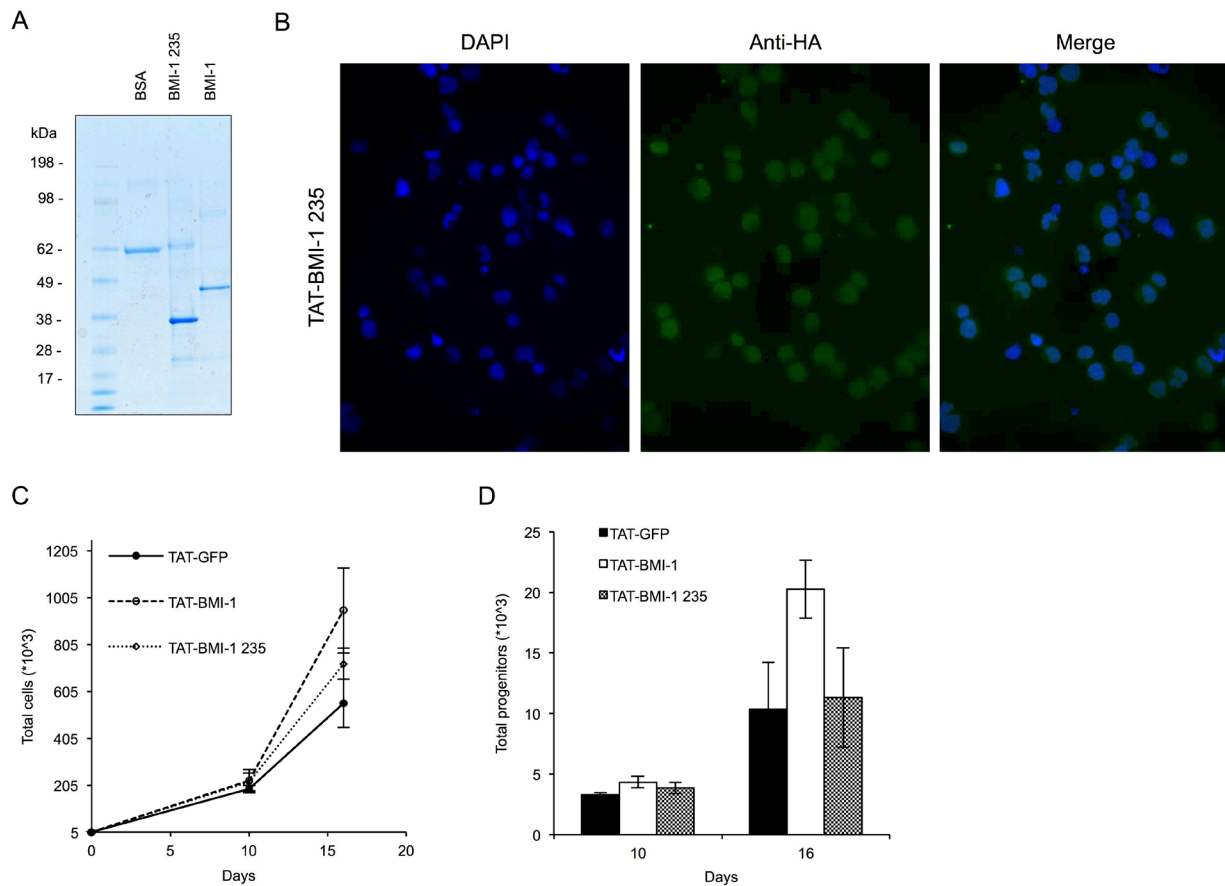 A
BSA
BMI-1 235
BMI-1
kDa
198 -
98 -
62 -
49 -
38 -
28 -
17 -
B
DAPI
Anti-HA
Merge
TAT-BMI-1 235
C
TAT-GFP
TAT-BMI-1
TAT-BMI-1 235
Total cells (*10^3)
1205
1005
805
605
405
205
5
0
5
10
15
20
Days
D
TAT-GFP
TAT-BMI-1
TAT-BMI-1 235
Total progenitors (*10^3)
25
20
15
10
5
0
10
16
Days